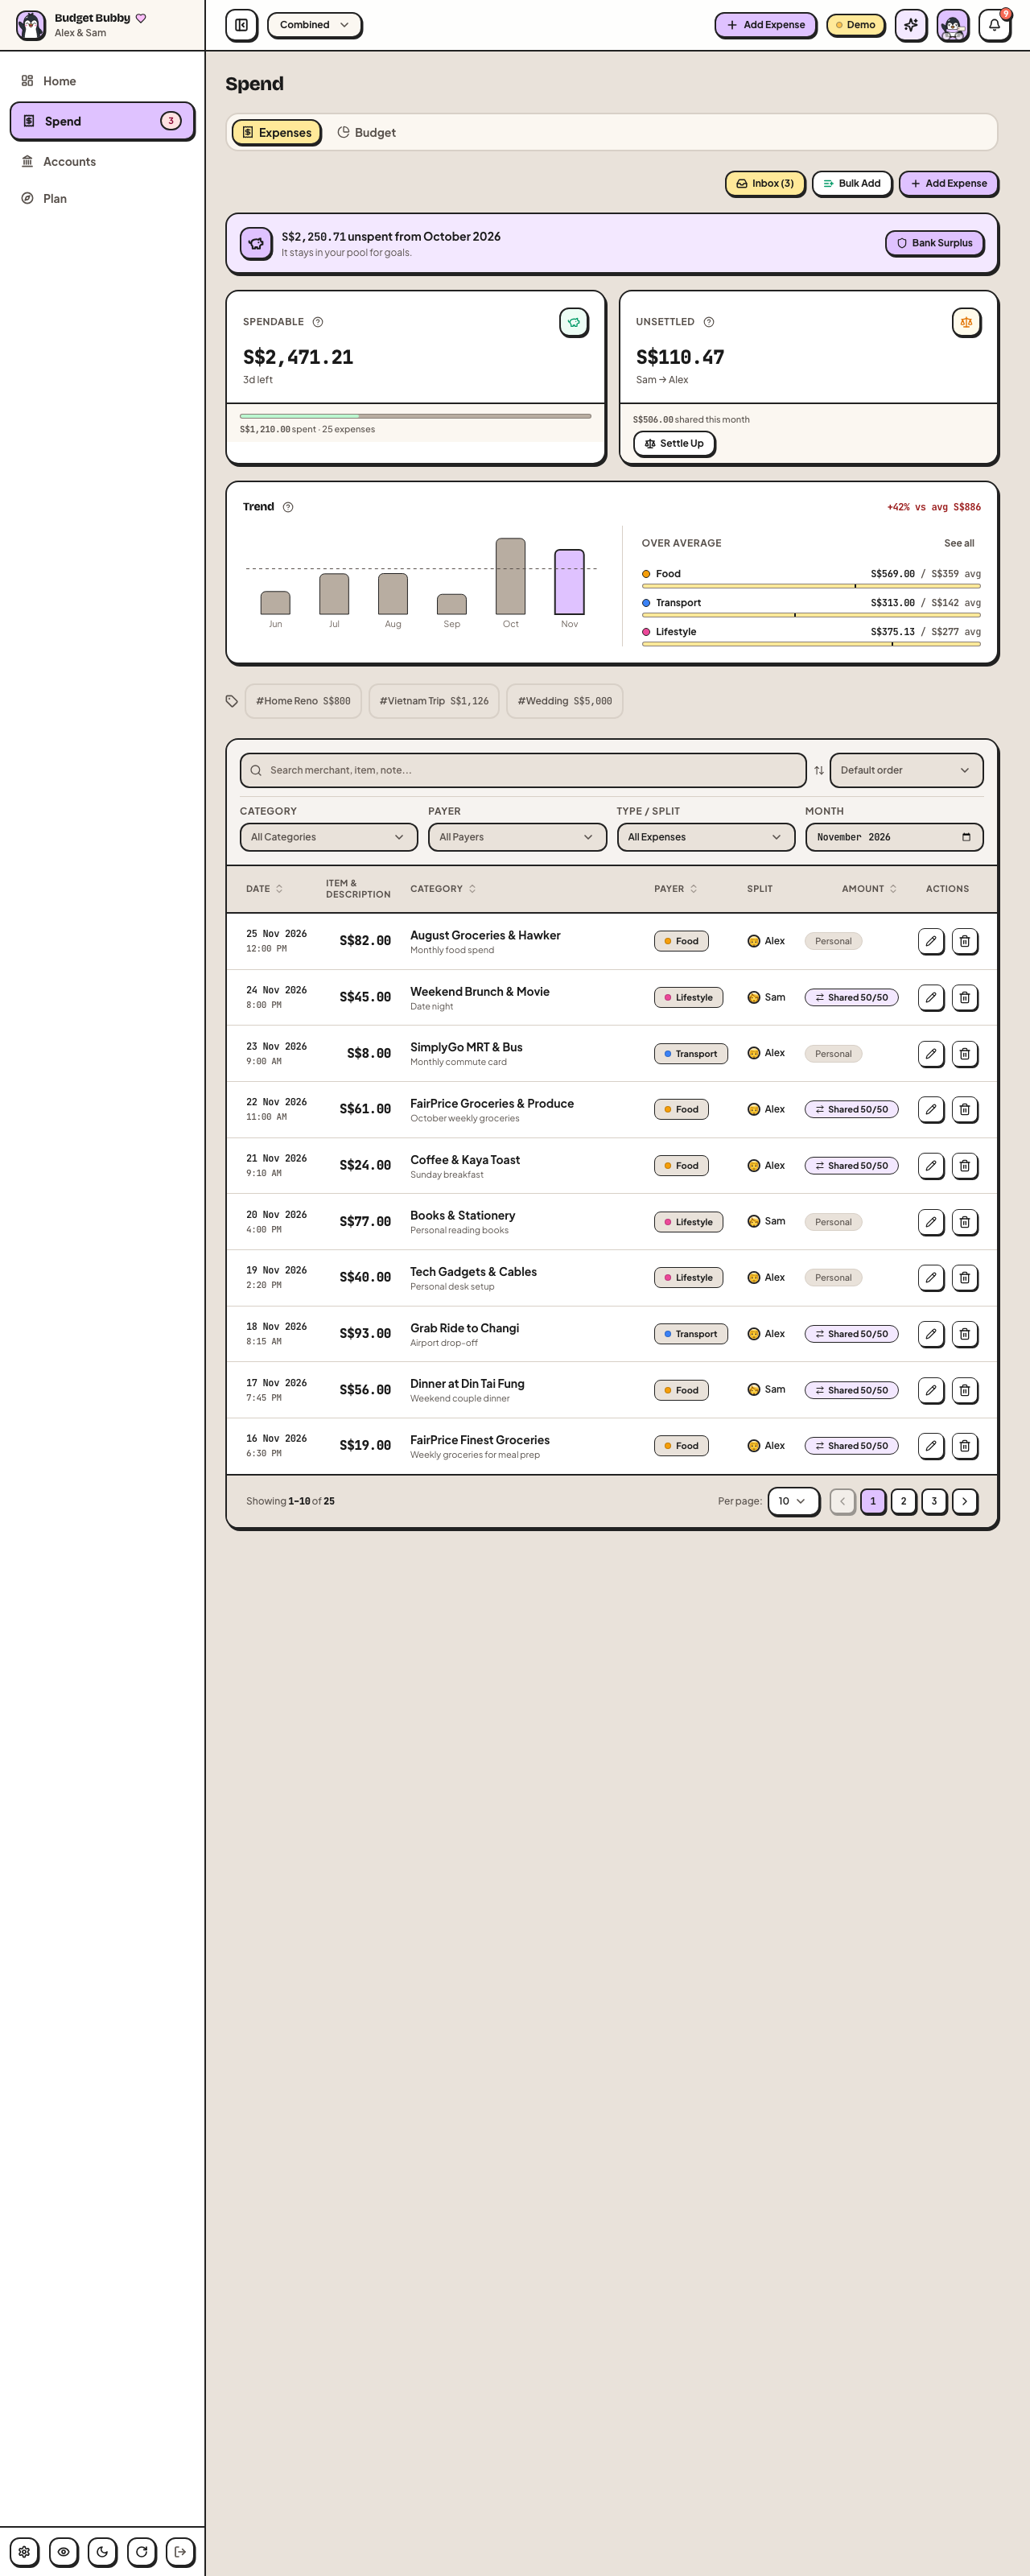 Budget Bubby
Alex & Sam
Combined
Add Expense
Demo
9
Home
Spend
3
Accounts
Plan
Spend
Expenses
Budget
Inbox (3)
Bulk Add
Add Expense
S$2,250.71 unspent from October 2026
It stays in your pool for goals.
Bank Surplus
SPENDABLE
S$2,471.21
3d left
S$1,210.00 spent · 25 expenses
UNSETTLED
S$110.47
Sam → Alex
S$506.00 shared this month
Settle Up
Trend
+42% vs avg S$886
Jun Jul Aug Sep Oct Nov
OVER AVERAGE
See all
Food S$569.00 / S$359 avg
Transport S$313.00 / S$142 avg
Lifestyle S$375.13 / S$277 avg
#Home Reno S$800
#Vietnam Trip S$1,126
#Wedding S$5,000
Search merchant, item, note...
Default order
CATEGORY PAYER TYPE / SPLIT MONTH
All Categories All Payers All Expenses November 2026
DATE ITEM & DESCRIPTION CATEGORY PAYER SPLIT AMOUNT ACTIONS
25 Nov 2026 S$82.00 August Groceries & Hawker Food Alex Personal
12:00 PM Monthly food spend
24 Nov 2026 S$45.00 Weekend Brunch & Movie Lifestyle Sam Shared 50/50
8:00 PM Date night
23 Nov 2026 S$8.00 SimplyGo MRT & Bus Transport Alex Personal
9:00 AM Monthly commute card
22 Nov 2026 S$61.00 FairPrice Groceries & Produce Food Alex Shared 50/50
11:00 AM October weekly groceries
21 Nov 2026 S$24.00 Coffee & Kaya Toast Food Alex Shared 50/50
9:10 AM Sunday breakfast
20 Nov 2026 S$77.00 Books & Stationery Lifestyle Sam Personal
4:00 PM Personal reading books
19 Nov 2026 S$40.00 Tech Gadgets & Cables Lifestyle Alex Personal
2:20 PM Personal desk setup
18 Nov 2026 S$93.00 Grab Ride to Changi Transport Alex Shared 50/50
8:15 AM Airport drop-off
17 Nov 2026 S$56.00 Dinner at Din Tai Fung Food Sam Shared 50/50
7:45 PM Weekend couple dinner
16 Nov 2026 S$19.00 FairPrice Finest Groceries Food Alex Shared 50/50
6:30 PM Weekly groceries for meal prep
Showing 1–10 of 25
Per page: 10
1 2 3